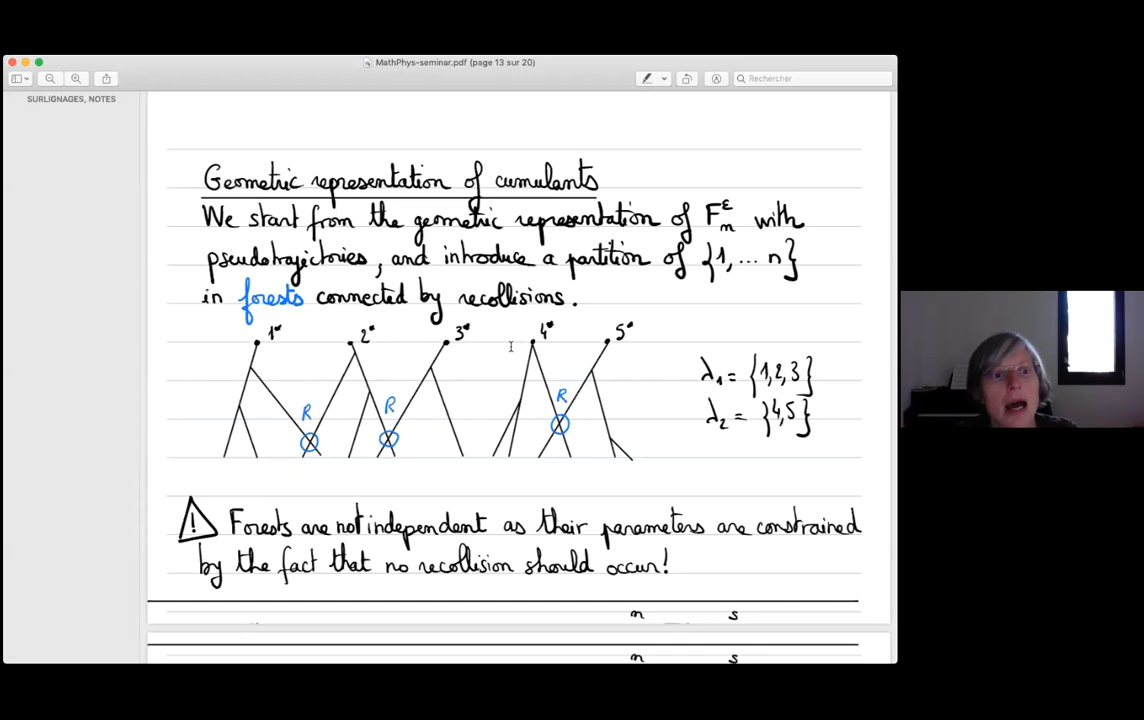 MathPhys-seminar.pdf (page 13 sur 20)
Rechercher
SURLIGNAGES, NOTES
Geometric representation of cumulants
We start from the geometric representation of F_n^ε with
pseudotrajectories, and introduce a partition of {1, ... n}
in forests connected by recollisions.
1* 2* 3* 4* 5*
R R R
λ₁ = {1,2,3}
λ₂ = {4,5}
! Forests are not independent as their parameters are constrained
by the fact that no recollision should occur!
n s
n s